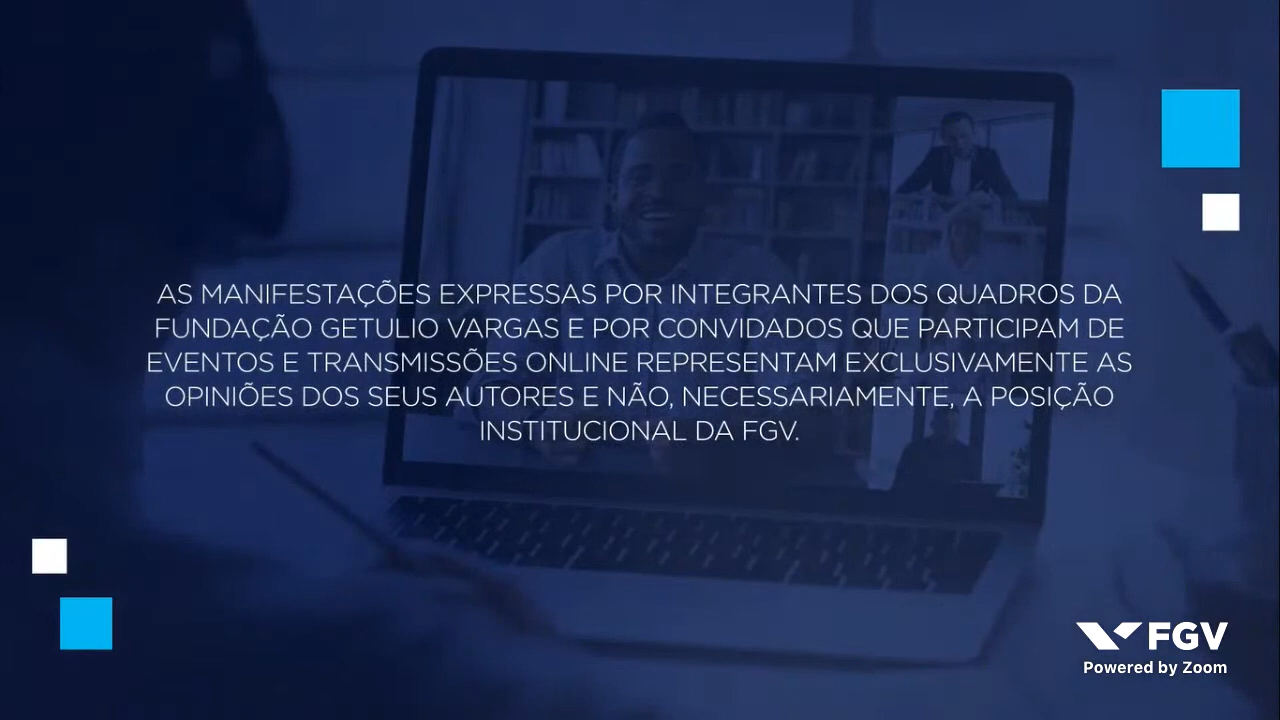 AS MANIFESTAÇÕES EXPRESSAS POR INTEGRANTES DOS QUADROS DA
FUNDAÇÃO GETULIO VARGAS E POR CONVIDADOS QUE PARTICIPAM DE
EVENTOS E TRANSMISSÕES ONLINE REPRESENTAM EXCLUSIVAMENTE AS
OPINIÕES DOS SEUS AUTORES E NÃO, NECESSARIAMENTE, A POSIÇÃO
INSTITUCIONAL DA FGV.
FGV
Powered by Zoom